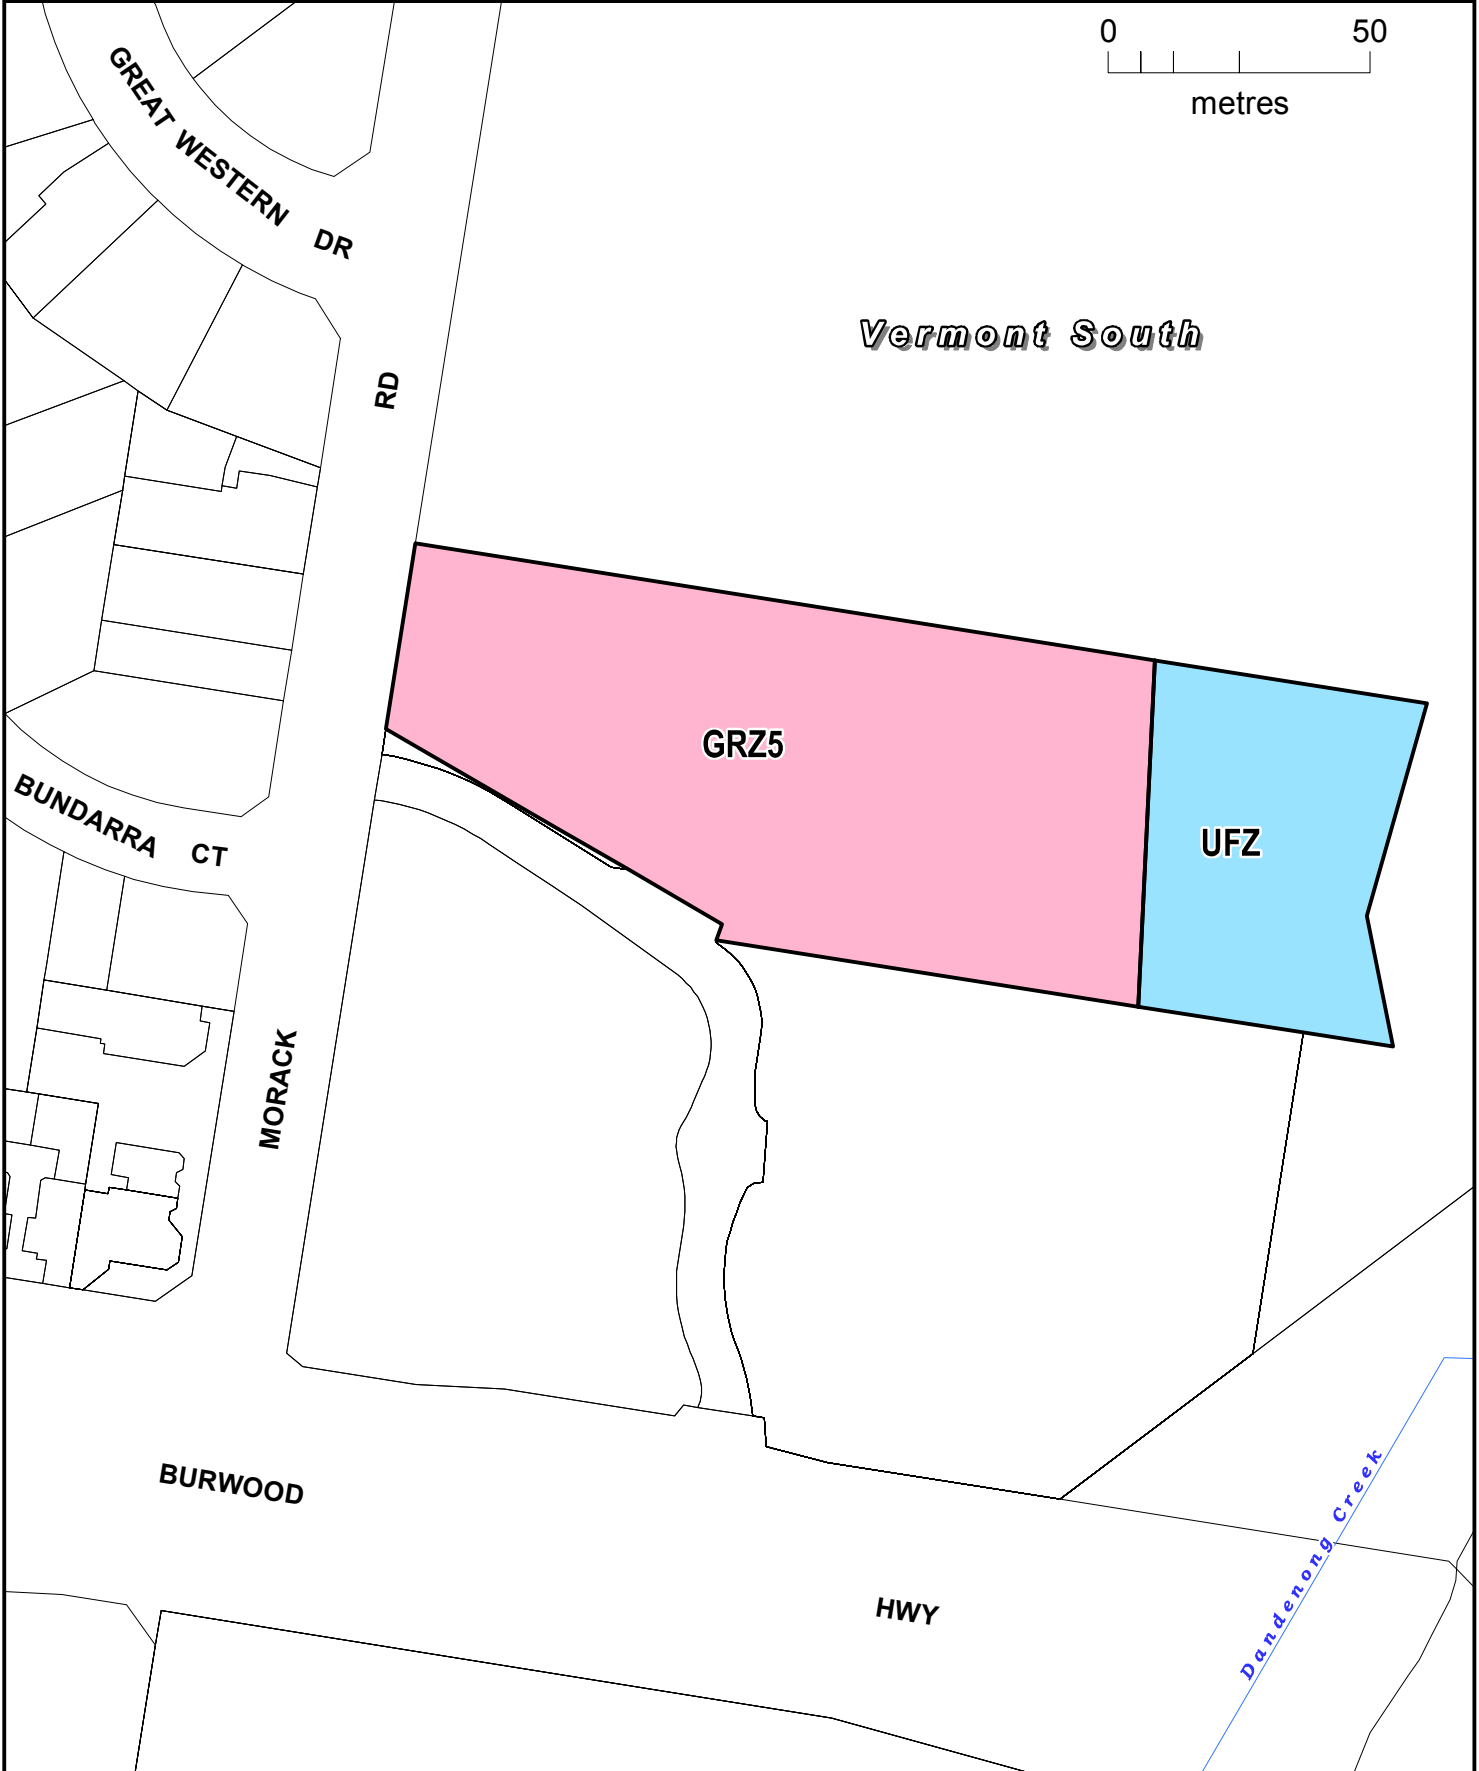 0 50
metres
GREAT WESTERN DR
Vermont South
RD
GRZ5
UFZ
BUNDARRA CT
MORACK
BURWOOD
HWY
Dandenong Creek